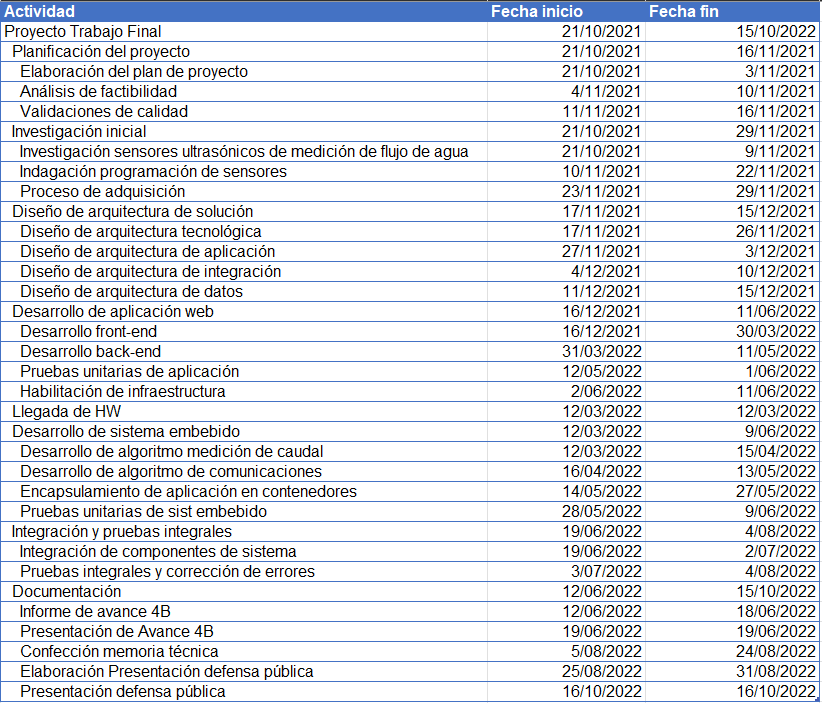 Actividad Fecha inicio Fecha fin
Proyecto Trabajo Final 21/10/2021 15/10/2022
Planificación del proyecto 21/10/2021 16/11/2021
Elaboración del plan de proyecto 21/10/2021 3/11/2021
Análisis de factibilidad 4/11/2021 10/11/2021
Validaciones de calidad 11/11/2021 16/11/2021
Investigación inicial 21/10/2021 29/11/2021
Investigación sensores ultrasónicos de medición de flujo de agua 21/10/2021 9/11/2021
Indagación programación de sensores 10/11/2021 22/11/2021
Proceso de adquisición 23/11/2021 29/11/2021
Diseño de arquitectura de solución 17/11/2021 15/12/2021
Diseño de arquitectura tecnológica 17/11/2021 26/11/2021
Diseño de arquitectura de aplicación 27/11/2021 3/12/2021
Diseño de arquitectura de integración 4/12/2021 10/12/2021
Diseño de arquitectura de datos 11/12/2021 15/12/2021
Desarrollo de aplicación web 16/12/2021 11/06/2022
Desarrollo front-end 16/12/2021 30/03/2022
Desarrollo back-end 31/03/2022 11/05/2022
Pruebas unitarias de aplicación 12/05/2022 1/06/2022
Habilitación de infraestructura 2/06/2022 11/06/2022
Llegada de HW 12/03/2022 12/03/2022
Desarrollo de sistema embebido 12/03/2022 9/06/2022
Desarrollo de algoritmo medición de caudal 12/03/2022 15/04/2022
Desarrollo de algoritmo de comunicaciones 16/04/2022 13/05/2022
Encapsulamiento de aplicación en contenedores 14/05/2022 27/05/2022
Pruebas unitarias de sist embebido 28/05/2022 9/06/2022
Integración y pruebas integrales 19/06/2022 4/08/2022
Integración de componentes de sistema 19/06/2022 2/07/2022
Pruebas integrales y corrección de errores 3/07/2022 4/08/2022
Documentación 12/06/2022 15/10/2022
Informe de avance 4B 12/06/2022 18/06/2022
Presentación de Avance 4B 19/06/2022 19/06/2022
Confección memoria técnica 5/08/2022 24/08/2022
Elaboración Presentación defensa pública 25/08/2022 31/08/2022
Presentación defensa pública 16/10/2022 16/10/2022